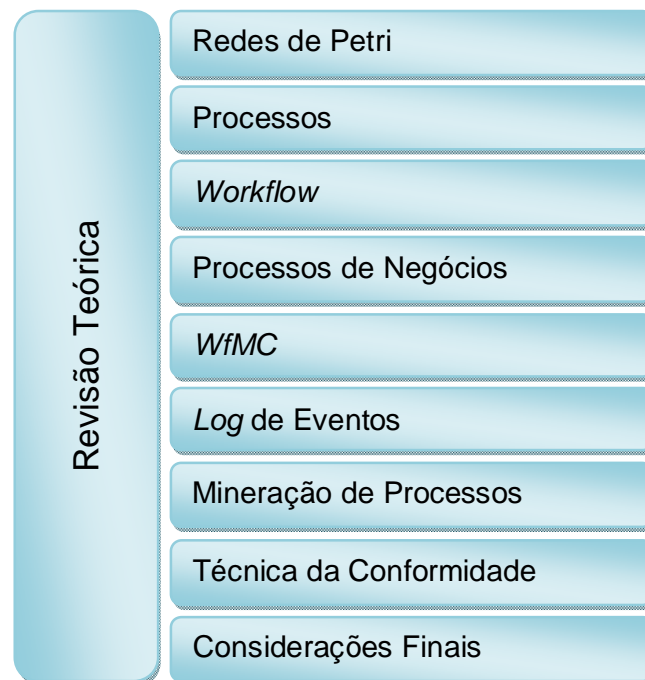 Revisão Teórica
Redes de Petri
Processos
Workflow
Processos de Negócios
WfMC
Log de Eventos
Mineração de Processos
Técnica da Conformidade
Considerações Finais